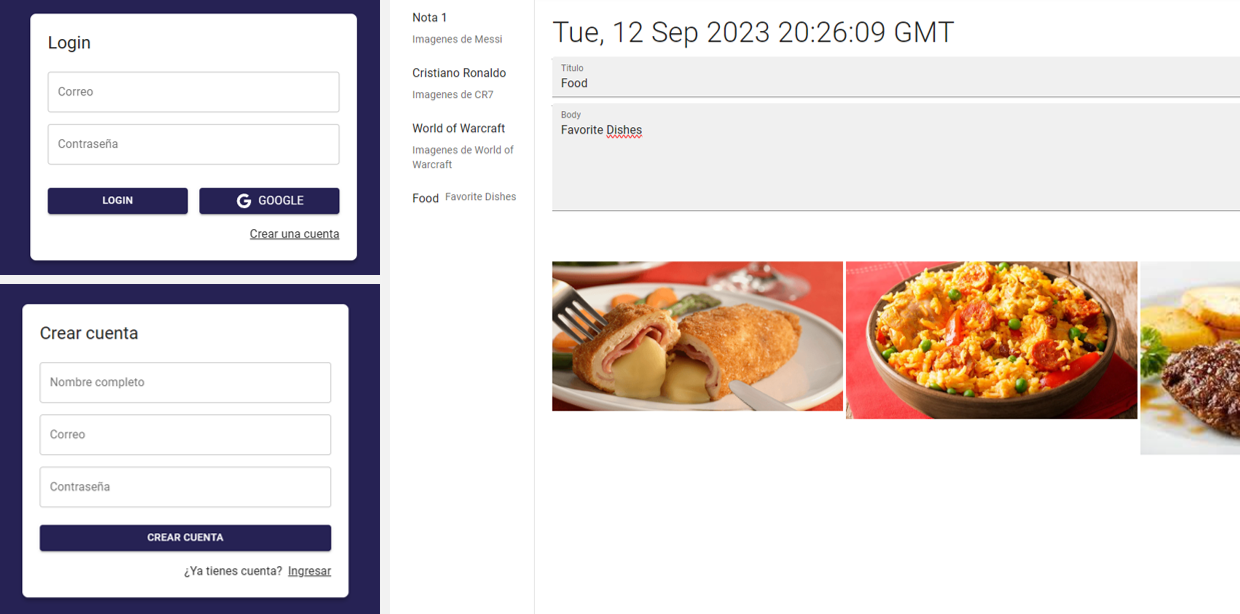 Login
Correo
Contraseña
LOGIN
GOOGLE
Crear una cuenta
Crear cuenta
Nombre completo
Correo
Contraseña
CREAR CUENTA
¿Ya tienes cuenta? Ingresar
Nota 1
Imagenes de Messi
Cristiano Ronaldo
Imagenes de CR7
World of Warcraft
Imagenes de World of
Warcraft
Food Favorite Dishes
Tue, 12 Sep 2023 20:26:09 GMT
Título
Food
Body
Favorite Dishes